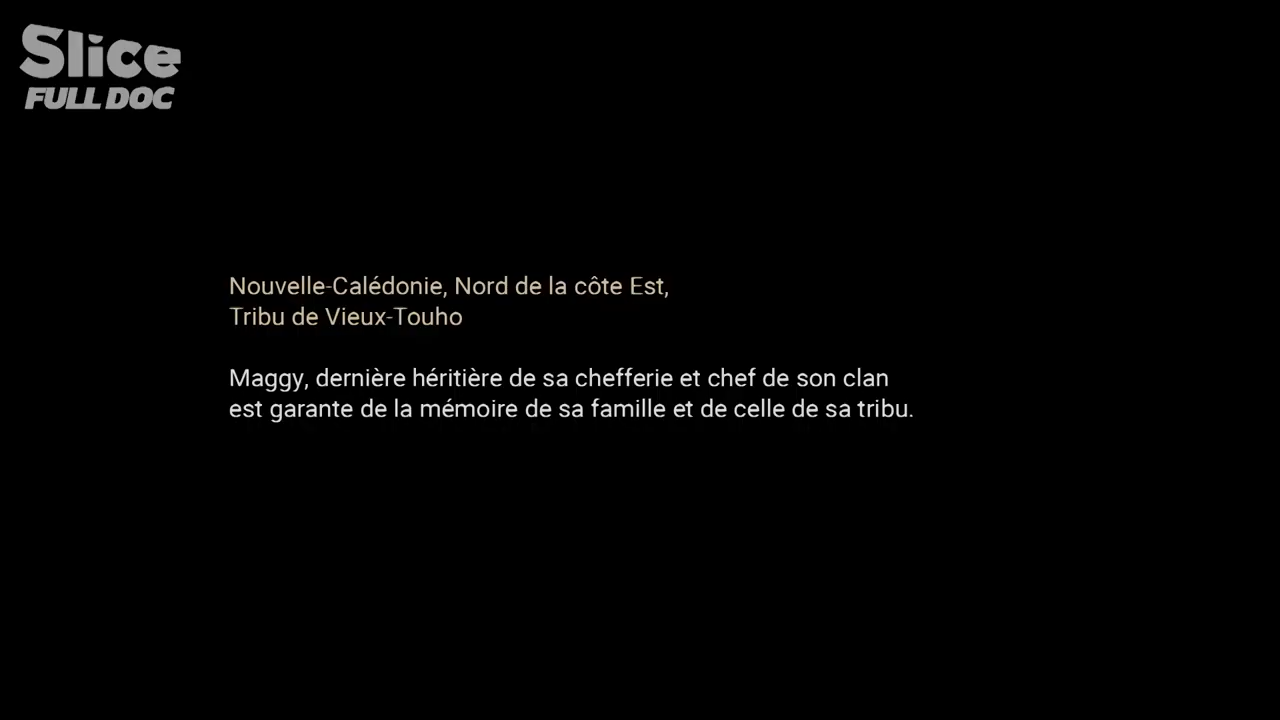 Slice
FULL DOC
Nouvelle-Calédonie, Nord de la côte Est,
Tribu de Vieux-Touho
Maggy, dernière héritière de sa chefferie et chef de son clan
est garante de la mémoire de sa famille et de celle de sa tribu.